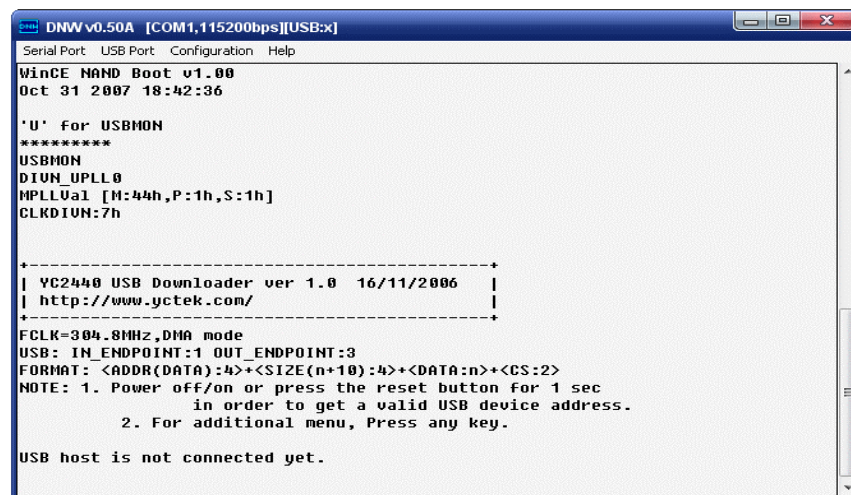 DNW v0.50A [COM1,115200bps][USB:x]
Serial Port USB Port Configuration Help
WinCE NAND Boot v1.00
Oct 31 2007 18:42:36
'U' for USBMON
*********
USBMON
DIVN_UPLL0
MPLLVal [M:44h,P:1h,S:1h]
CLKDIVN:7h
+---------------------------------------------+
| YC2440 USB Downloader ver 1.0 16/11/2006 |
| http://www.yctek.com/ |
+---------------------------------------------+
FCLK=304.8MHz,DMA mode
USB: IN_ENDPOINT:1 OUT_ENDPOINT:3
FORMAT: <ADDR(DATA):4>+<SIZE(n+10):4>+<DATA:n>+<CS:2>
NOTE: 1. Power off/on or press the reset button for 1 sec
in order to get a valid USB device address.
2. For additional menu, Press any key.
USB host is not connected yet.